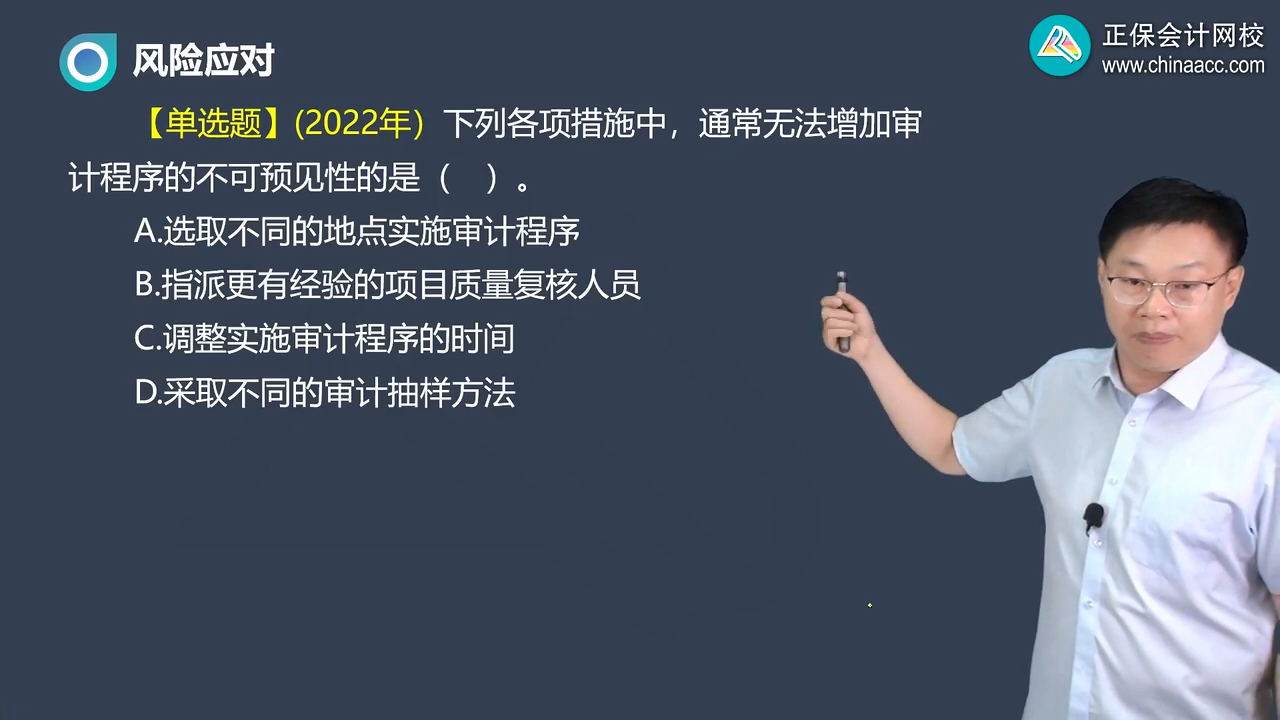 风险应对
正保会计网校
www.chinaacc.com
【单选题】(2022年）下列各项措施中，通常无法增加审
计程序的不可预见性的是（　）。
A.选取不同的地点实施审计程序
B.指派更有经验的项目质量复核人员
C.调整实施审计程序的时间
D.采取不同的审计抽样方法